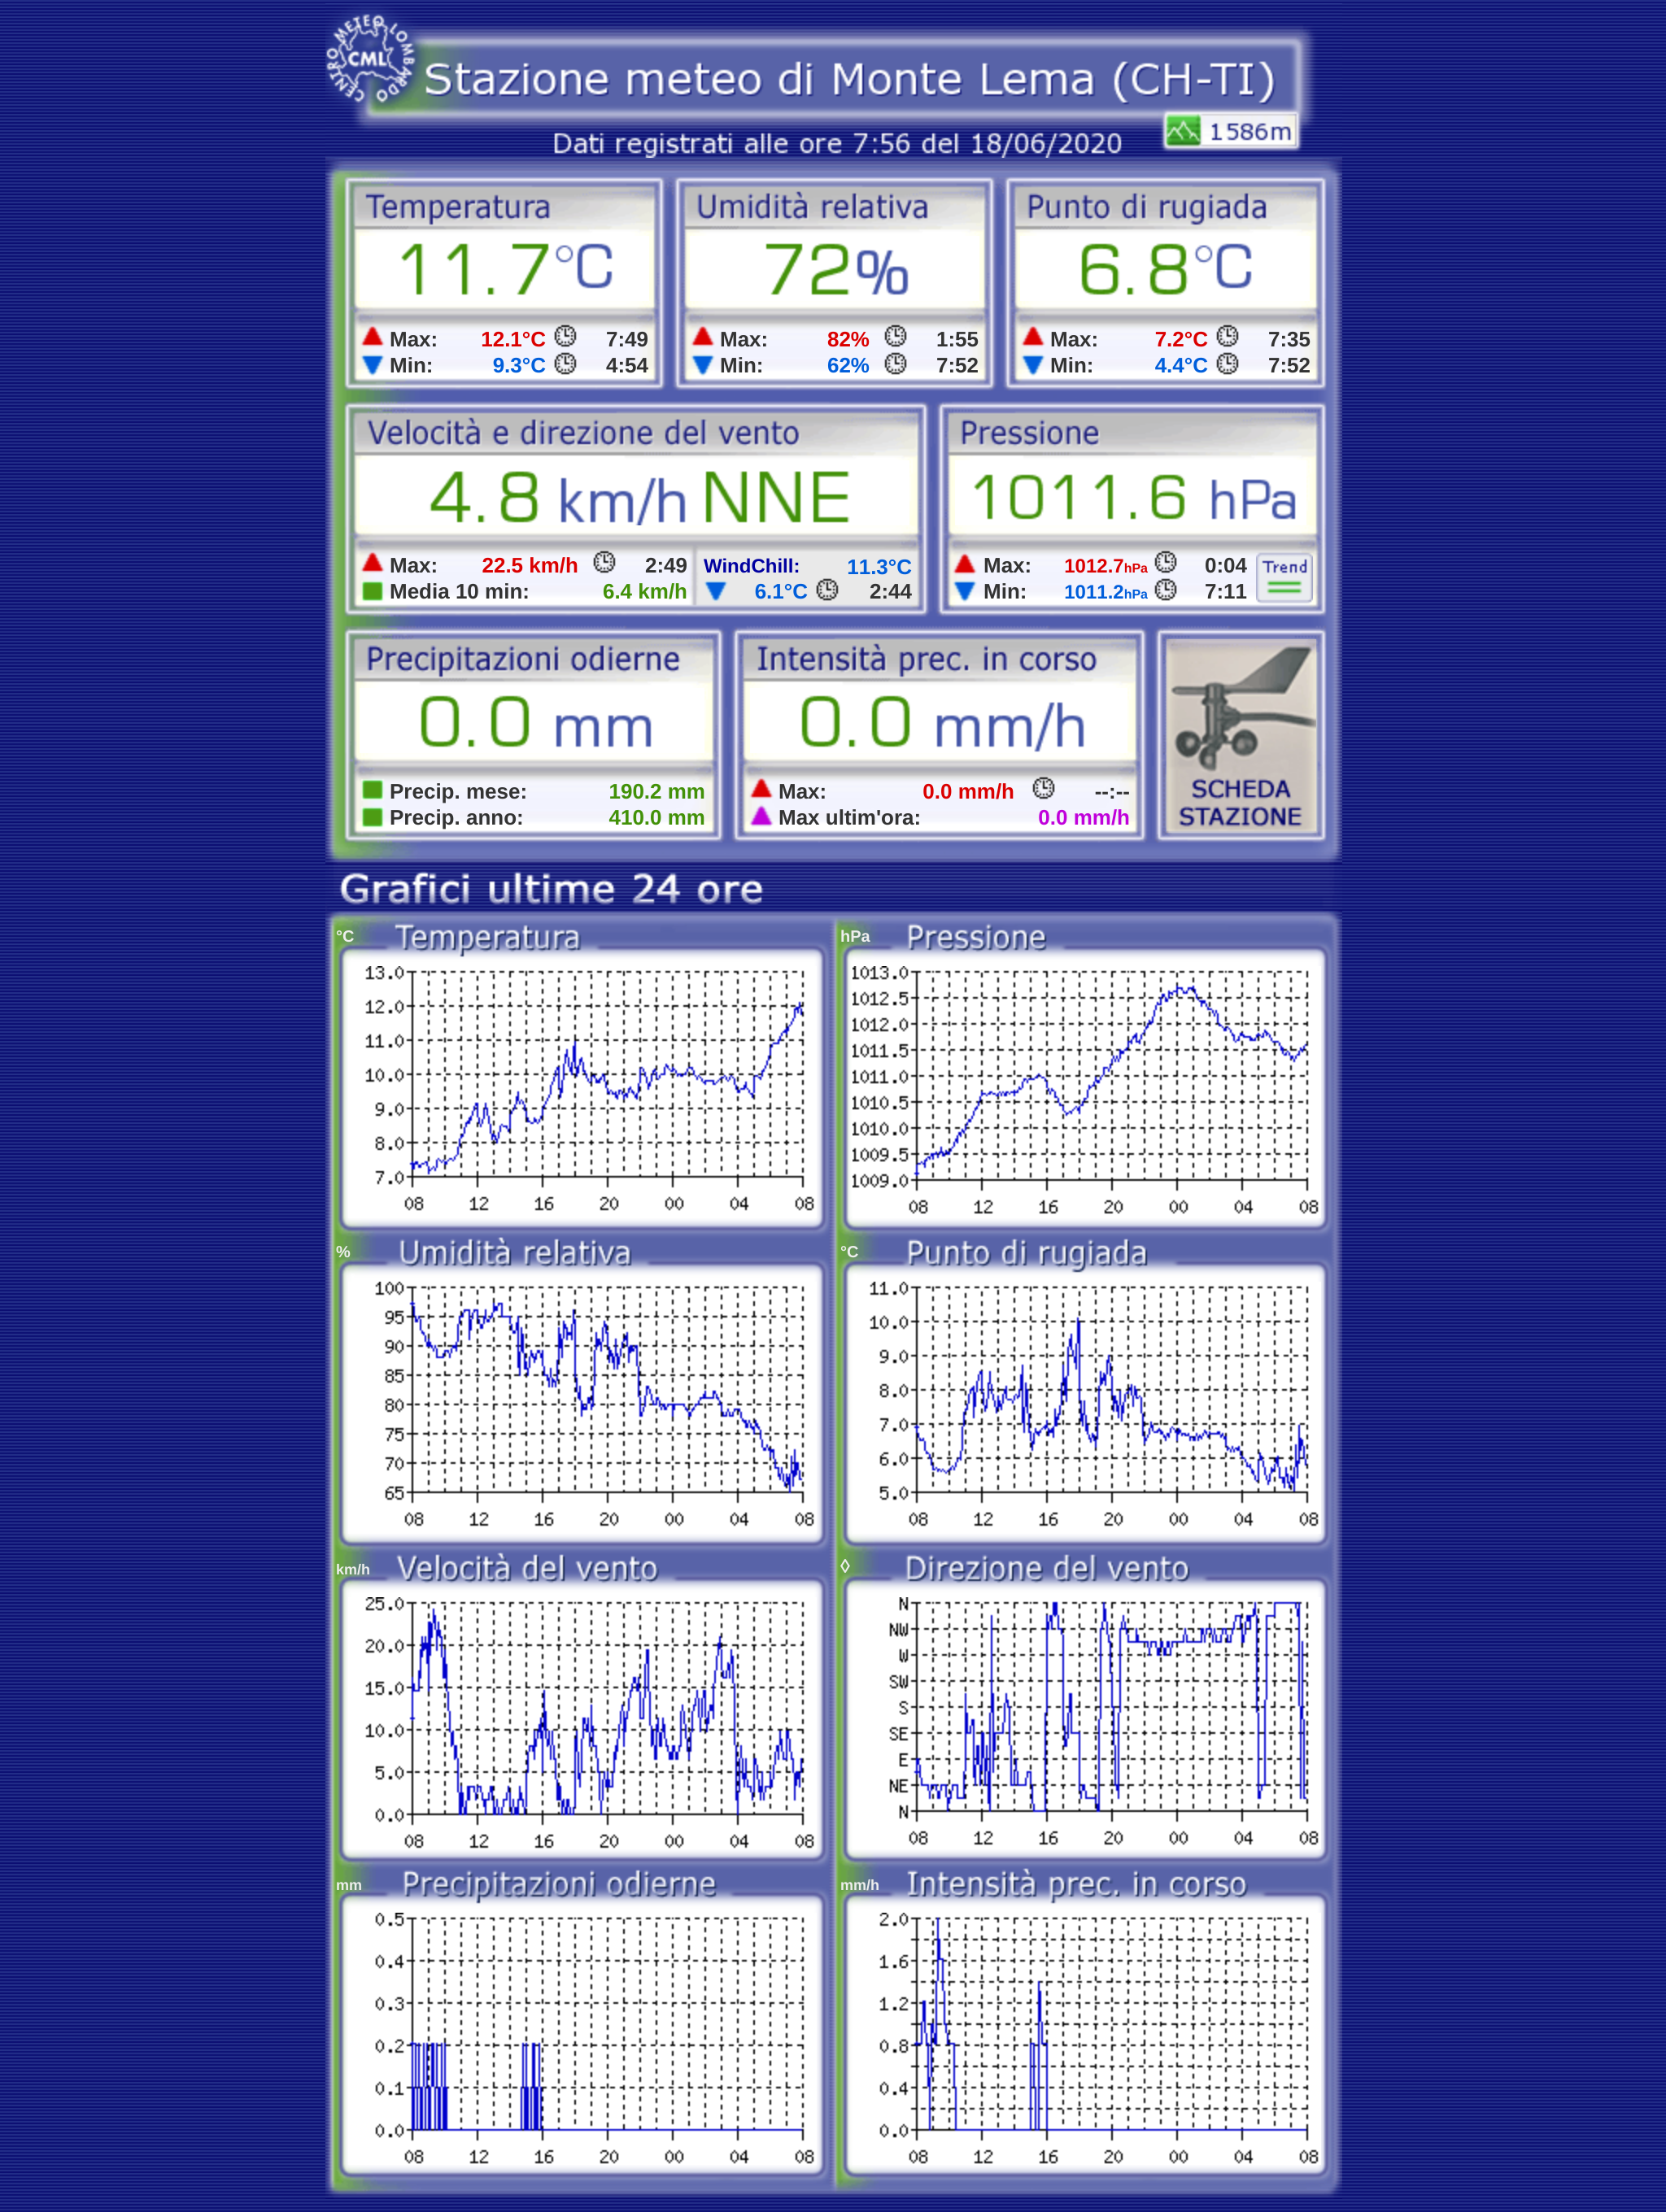 CENTRO METEO LOMBARDO
CML
Stazione meteo di Monte Lema (CH-TI)
1586m
Dati registrati alle ore 7:56 del 18/06/2020
Temperatura Umidità relativa Punto di rugiada
11.7°C 72% 6.8°C
Max: 12.1°C 7:49 Max: 82% 1:55 Max: 7.2°C 7:35
Min: 9.3°C 4:54 Min: 62% 7:52 Min: 4.4°C 7:52
Velocità e direzione del vento Pressione
4.8 km/h NNE 1011.6 hPa
Max: 22.5 km/h 2:49 WindChill: 11.3°C Max: 1012.7hPa 0:04 Trend
Media 10 min: 6.4 km/h 6.1°C 2:44 Min: 1011.2hPa 7:11
Precipitazioni odierne Intensità prec. in corso
0.0 mm 0.0 mm/h
Precip. mese: 190.2 mm Max: 0.0 mm/h --:-- SCHEDA
Precip. anno: 410.0 mm Max ultim'ora: 0.0 mm/h STAZIONE
Grafici ultime 24 ore
°C Temperatura
13.0
12.0
11.0
10.0
9.0
8.0
7.0
08 12 16 20 00 04 08
hPa Pressione
1013.0
1012.5
1012.0
1011.5
1011.0
1010.5
1010.0
1009.5
1009.0
08 12 16 20 00 04 08
% Umidità relativa
100
95
90
85
80
75
70
65
08 12 16 20 00 04 08
°C Punto di rugiada
11.0
10.0
9.0
8.0
7.0
6.0
5.0
08 12 16 20 00 04 08
km/h Velocità del vento
25.0
20.0
15.0
10.0
5.0
0.0
08 12 16 20 00 04 08
◊ Direzione del vento
N
NW
W
SW
S
SE
E
NE
N
08 12 16 20 00 04 08
mm Precipitazioni odierne
0.5
0.4
0.3
0.2
0.1
0.0
08 12 16 20 00 04 08
mm/h Intensità prec. in corso
2.0
1.6
1.2
0.8
0.4
0.0
08 12 16 20 00 04 08